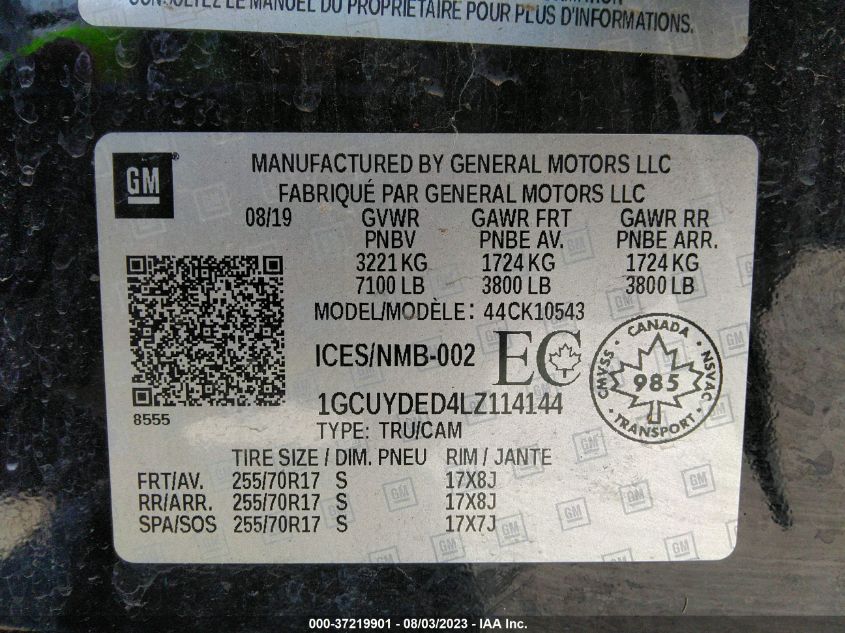 CONSULTEZ LE MANUEL DU PROPRIÉTAIRE POUR PLUS D'INFORMATIONS.
GM
MANUFACTURED BY GENERAL MOTORS LLC
FABRIQUÉ PAR GENERAL MOTORS LLC
08/19 GVWR GAWR FRT GAWR RR
PNBV PNBE AV. PNBE ARR.
3221 KG 1724 KG 1724 KG
7100 LB 3800 LB 3800 LB
MODEL/MODÈLE: 44CK10543
ICES/NMB-002 EC
CANADA
CMVSS 985 NSVAC
TRANSPORT
1GCUYDED4LZ114144
8555
TYPE: TRU/CAM
TIRE SIZE / DIM. PNEU RIM / JANTE
FRT/AV. 255/70R17 S 17X8J
RR/ARR. 255/70R17 S 17X8J
SPA/SOS 255/70R17 S 17X7J
000-37219901 - 08/03/2023 - IAA Inc.